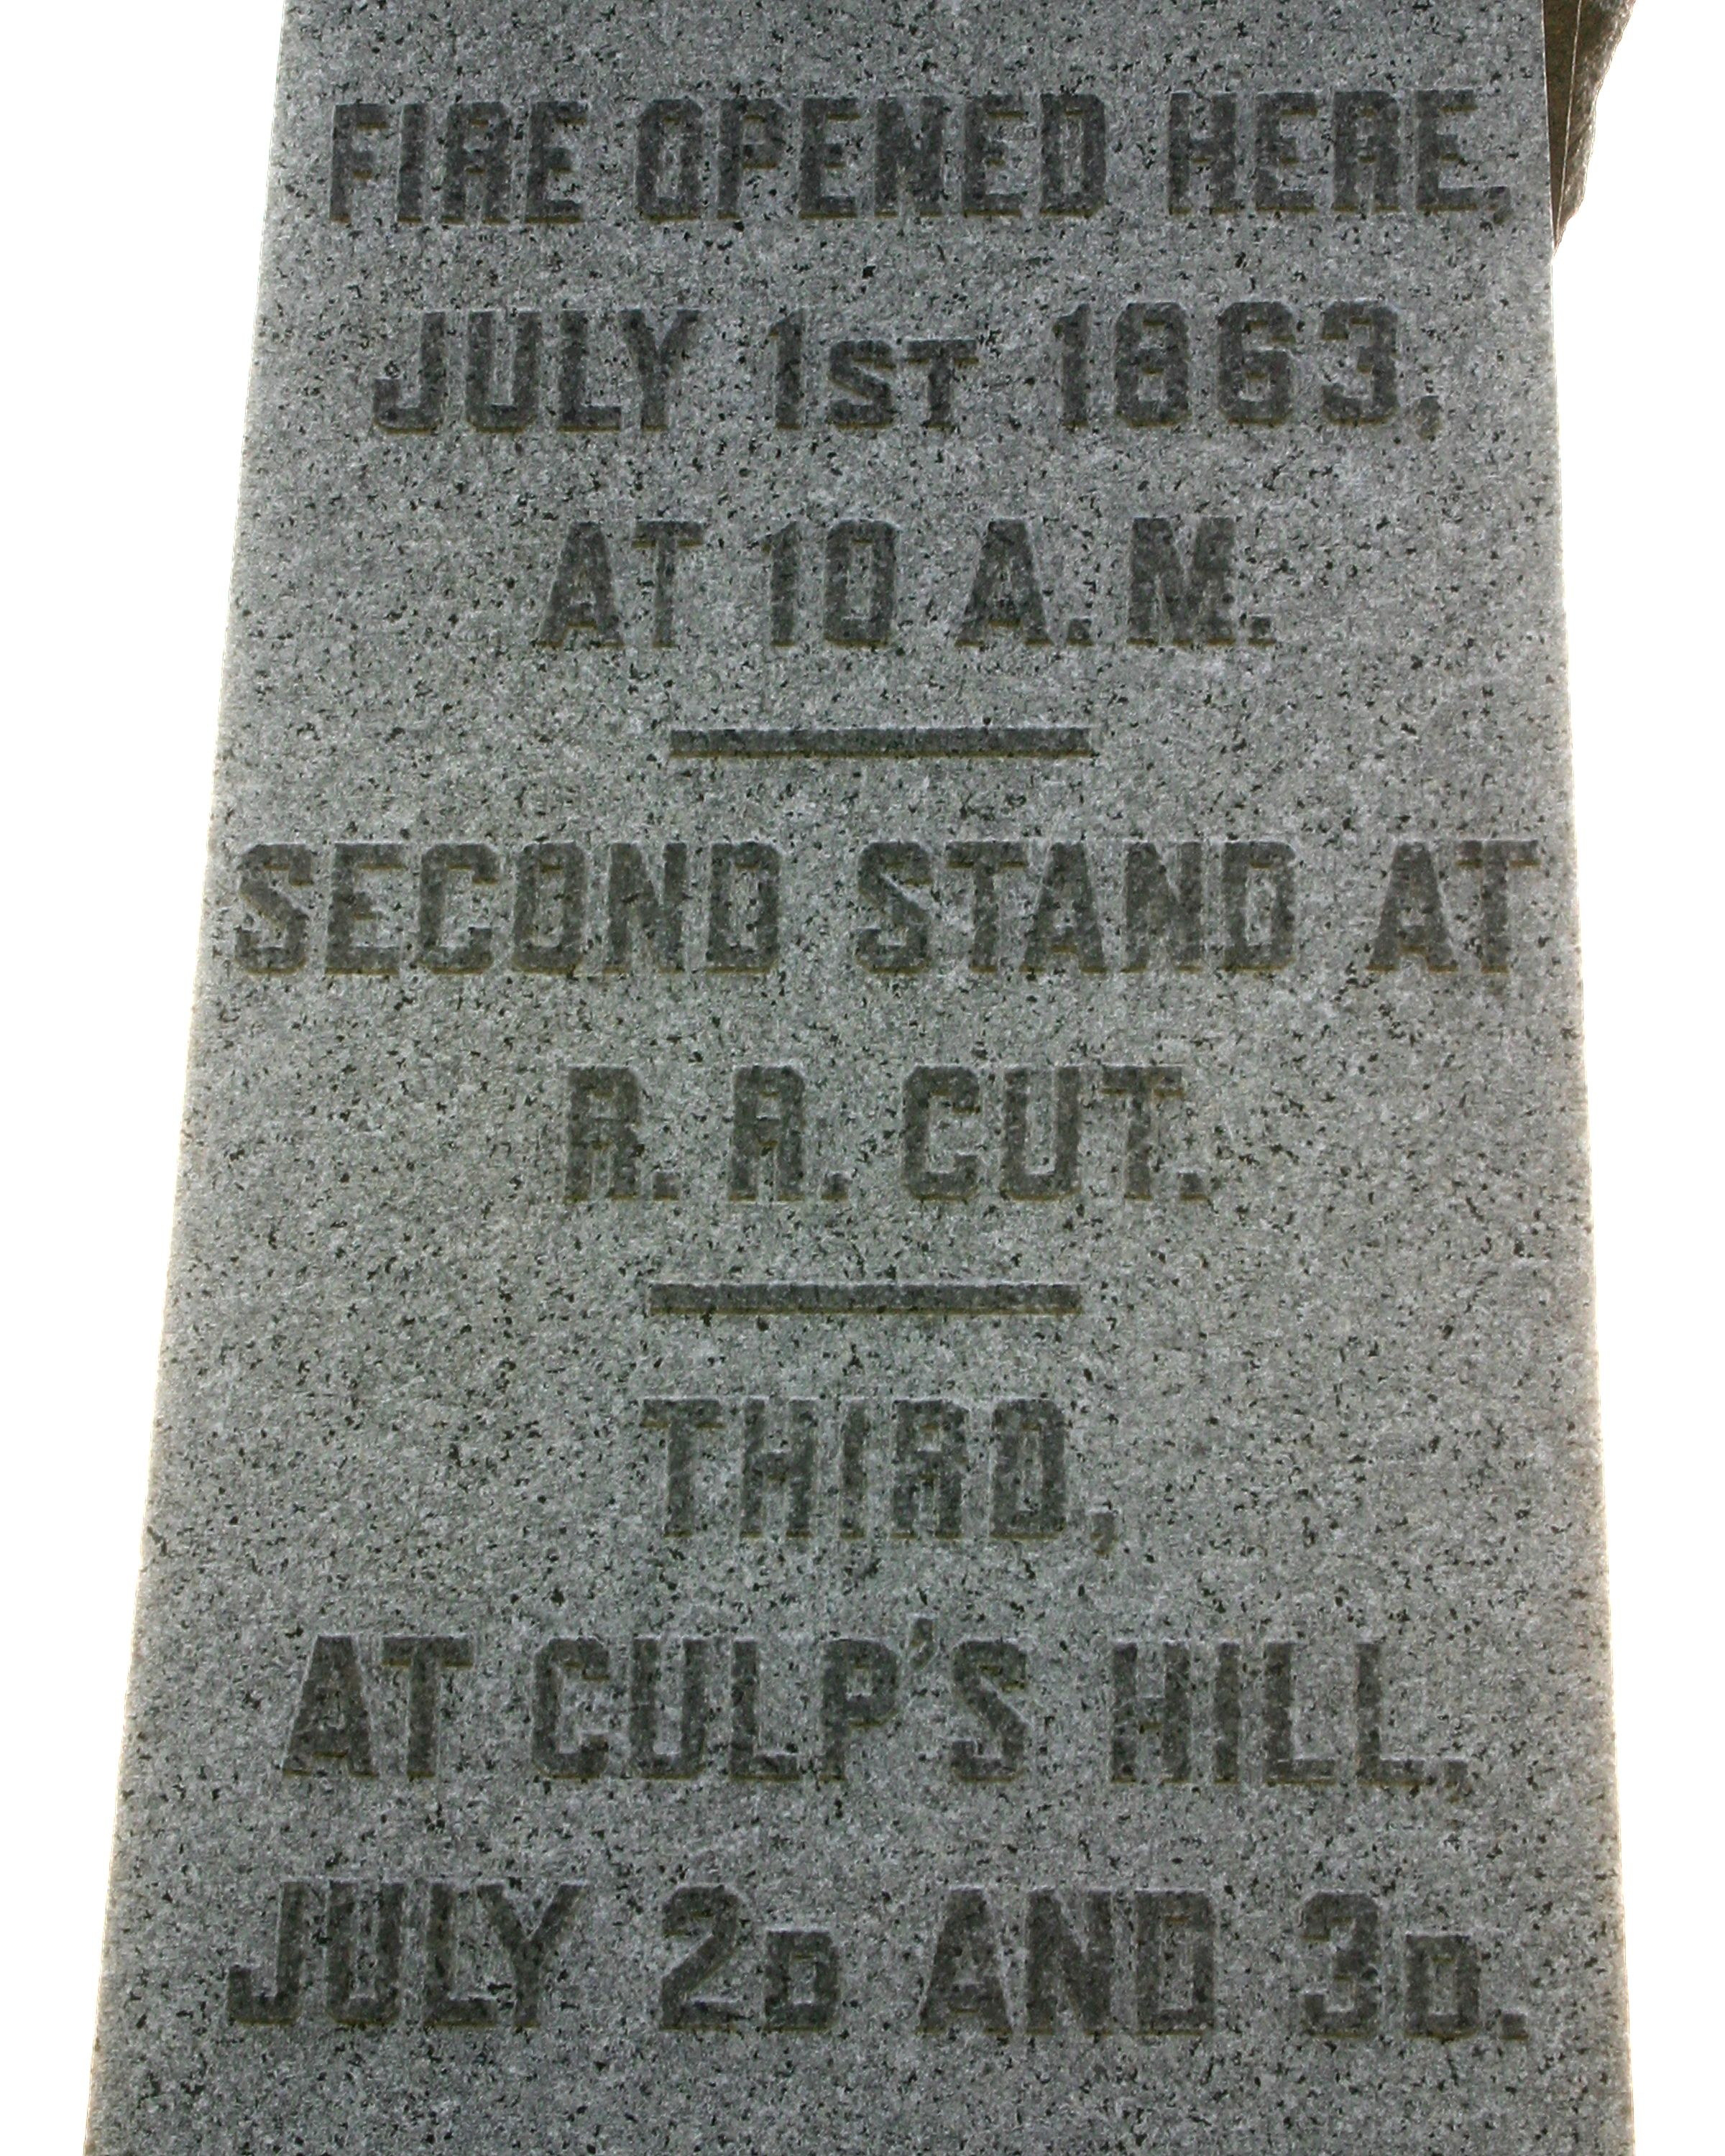 FIRE OPENED HERE,
JULY 1ST 1863,
AT 10 A.M.
SECOND STAND AT
R. R. CUT.
THIRD,
AT CULP'S HILL,
JULY 2D AND 3D.